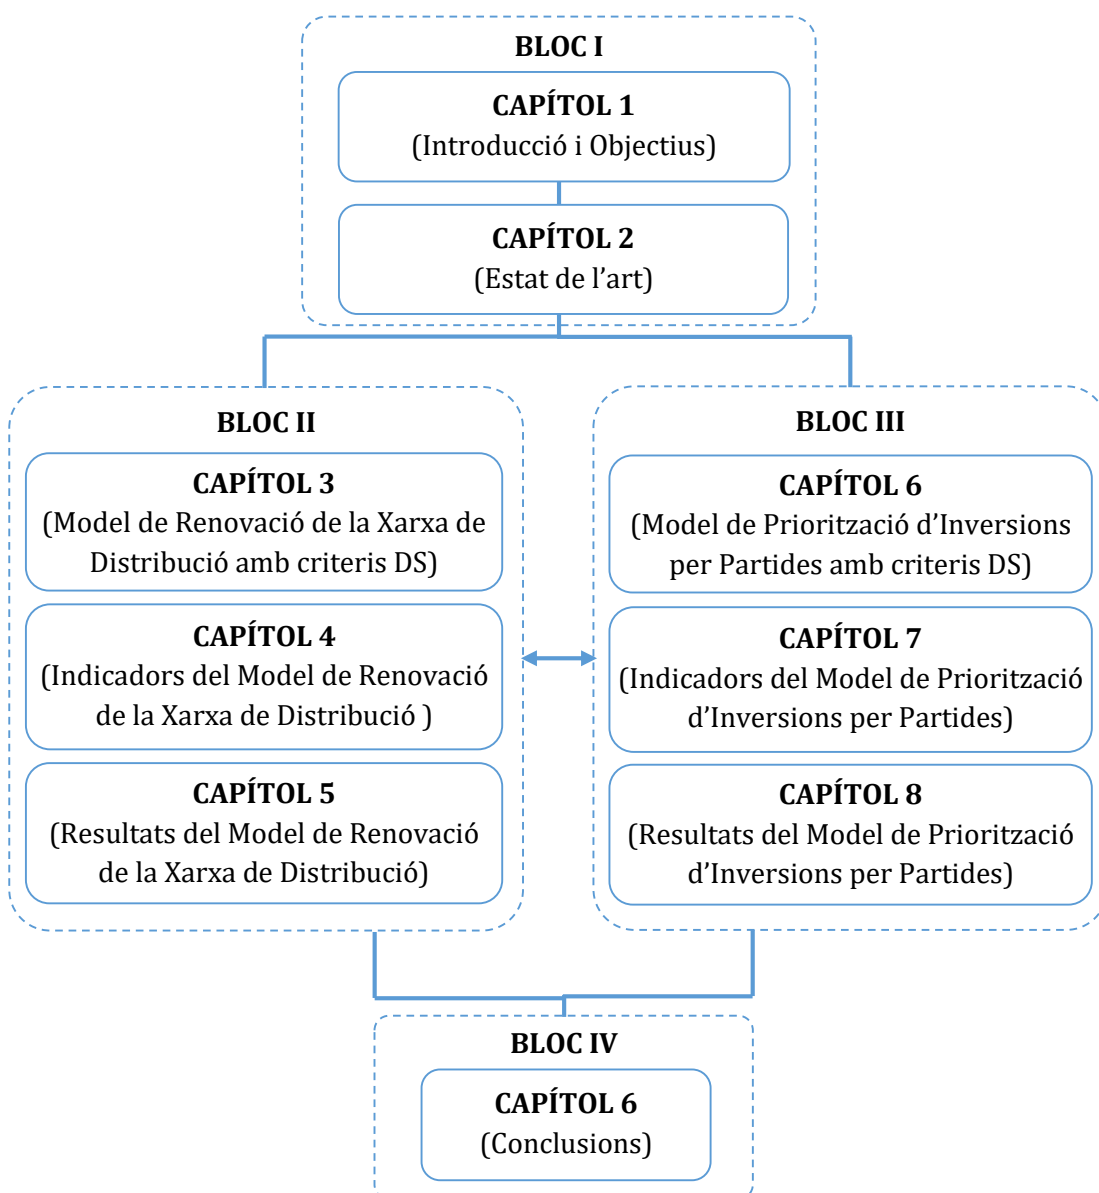 BLOC I
CAPÍTOL 1
(Introducció i Objectius)
CAPÍTOL 2
(Estat de l’art)
BLOC II
CAPÍTOL 3
(Model de Renovació de la Xarxa de
Distribució amb criteris DS)
CAPÍTOL 4
(Indicadors del Model de Renovació
de la Xarxa de Distribució )
CAPÍTOL 5
(Resultats del Model de Renovació
de la Xarxa de Distribució)
BLOC III
CAPÍTOL 6
(Model de Priorització d’Inversions
per Partides amb criteris DS)
CAPÍTOL 7
(Indicadors del Model de Priorització
d’Inversions per Partides)
CAPÍTOL 8
(Resultats del Model de Priorització
d’Inversions per Partides)
BLOC IV
CAPÍTOL 6
(Conclusions)